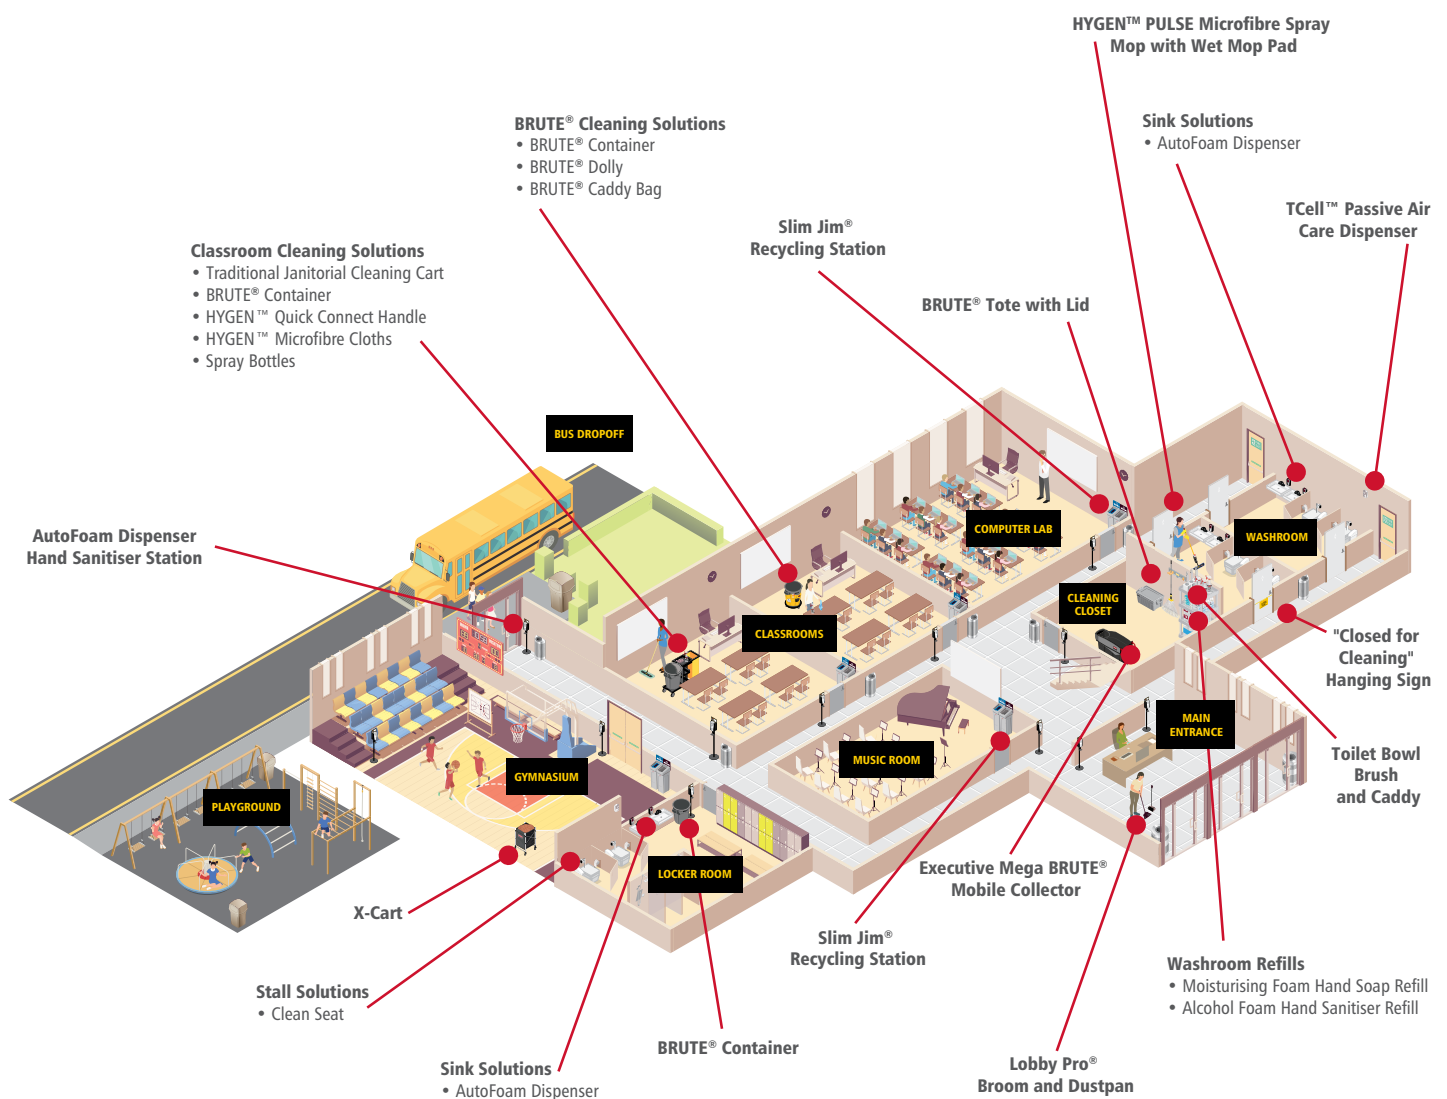 HYGEN™ PULSE Microfibre Spray
Mop with Wet Mop Pad
BRUTE® Cleaning Solutions
• BRUTE® Container
• BRUTE® Dolly
• BRUTE® Caddy Bag
Sink Solutions
• AutoFoam Dispenser
TCell™ Passive Air
Care Dispenser
Slim Jim®
Recycling Station
Classroom Cleaning Solutions
• Traditional Janitorial Cleaning Cart
• BRUTE® Container
• HYGEN™ Quick Connect Handle
• HYGEN™ Microfibre Cloths
• Spray Bottles
BRUTE® Tote with Lid
BUS DROPOFF
AutoFoam Dispenser
Hand Sanitiser Station
COMPUTER LAB
WASHROOM
CLEANING
CLOSET
CLASSROOMS
"Closed for
Cleaning"
Hanging Sign
MAIN
ENTRANCE
MUSIC ROOM
GYMNASIUM
PLAYGROUND
Toilet Bowl
Brush
and Caddy
LOCKER ROOM
Executive Mega BRUTE®
Mobile Collector
X-Cart
Slim Jim®
Recycling Station
Washroom Refills
• Moisturising Foam Hand Soap Refill
• Alcohol Foam Hand Sanitiser Refill
Stall Solutions
• Clean Seat
BRUTE® Container
Sink Solutions
• AutoFoam Dispenser
Lobby Pro®
Broom and Dustpan